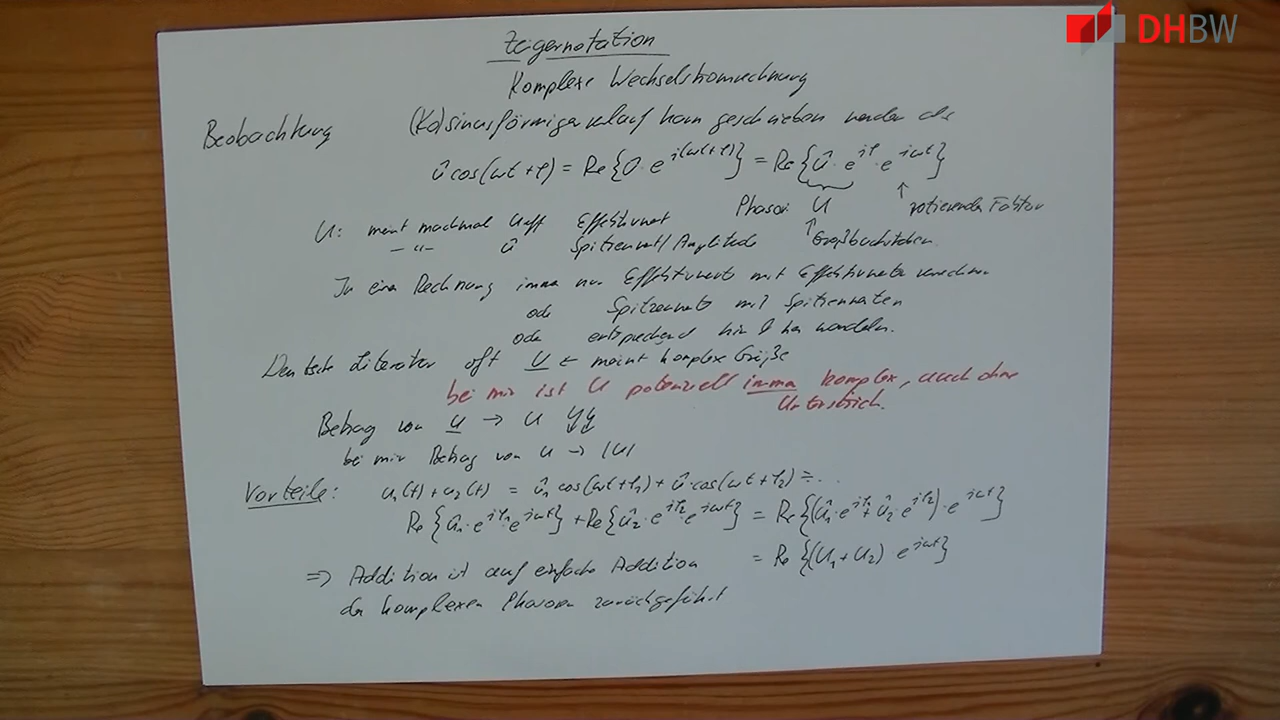 DHBW
Zeigernotation
Komplexe Wechselstromrechnung
Beobachtung (Ko)sinusförmiger verlauf kann geschrieben werden als
û cos(ωt + φ) = Re{Û · e^{j(ωt+φ)}} = Re{û · e^{jφ} · e^{jωt}}
U: meint machmal Ueff Effektivwert Phasor U rotierender Faktor
— " — û Spitzenwert/Amplitude Großbuchstaben
In einer Rechnung immer nur Effektivwerte mit Effektivwerten verrechnen
oder Spitzenwerte mit Spitzenwerten
oder entsprechend hin & her wandeln.
Deutsche Literatur oft U ← meint komplexe Größe
bei mir ist U potenziell immer komplex, auch ohne
Unterstrich.
Betrag von U → U
bei mir Betrag von U → |U|
Vorteile: u₁(t) + u₂(t) = û₁ cos(ωt+φ₁) + û cos(ωt+φ₂) = ...
Re{û₁ · e^{jφ₁} · e^{jωt}} + Re{û₂ · e^{jφ₂} · e^{jωt}} = Re{(û₁ · e^{jφ₁} + û₂ · e^{jφ₂}) · e^{jωt}}
= Re{(U₁ + U₂) e^{jωt}}
⇒ Addition ist auf einfache Addition
der komplexen Phasoren zurückgeführt